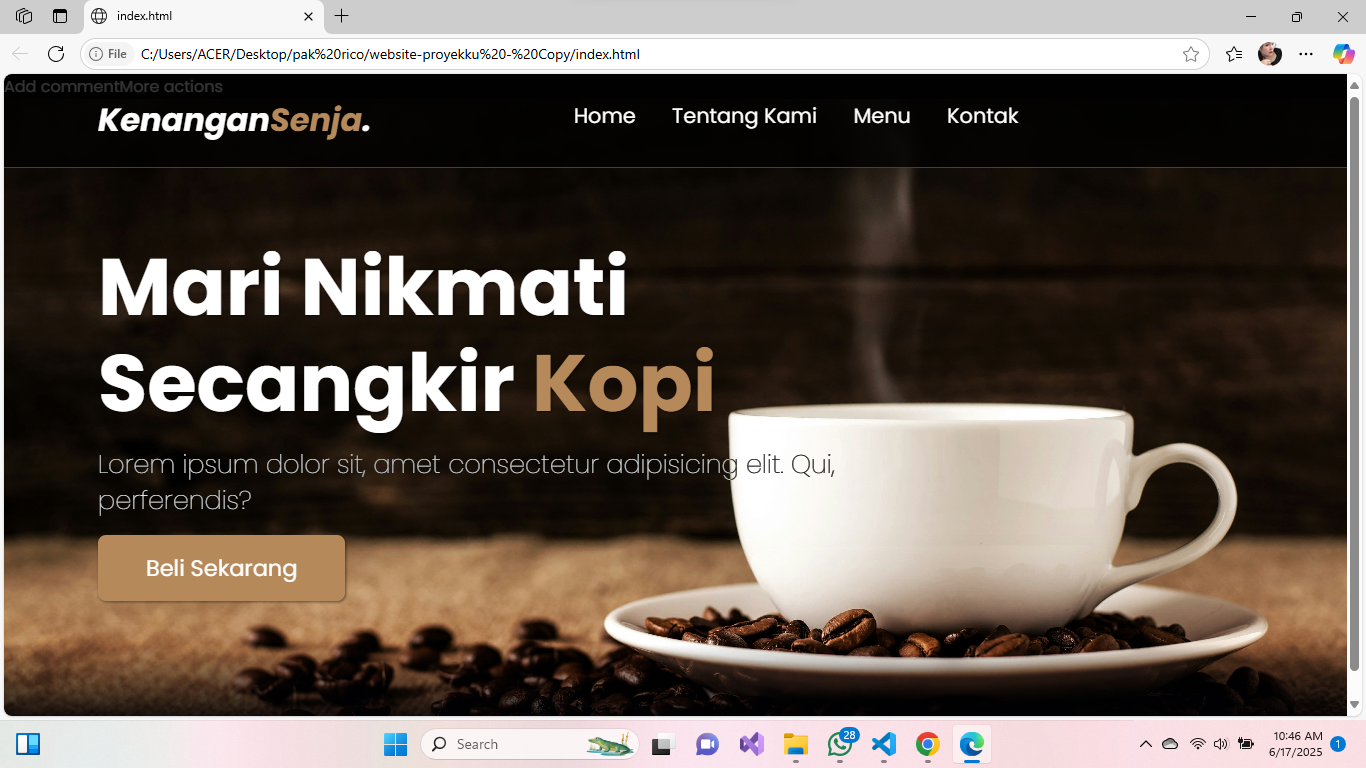 index.html
File
C:/Users/ACER/Desktop/pak%20rico/website-proyekku%20-%20Copy/index.html
Add commentMore actions
KenanganSenja.
Home Tentang Kami Menu Kontak
Mari Nikmati
Secangkir Kopi
Lorem ipsum dolor sit, amet consectetur adipisicing elit. Qui,
perferendis?
Beli Sekarang
Search
28
10:46 AM
6/17/2025
1